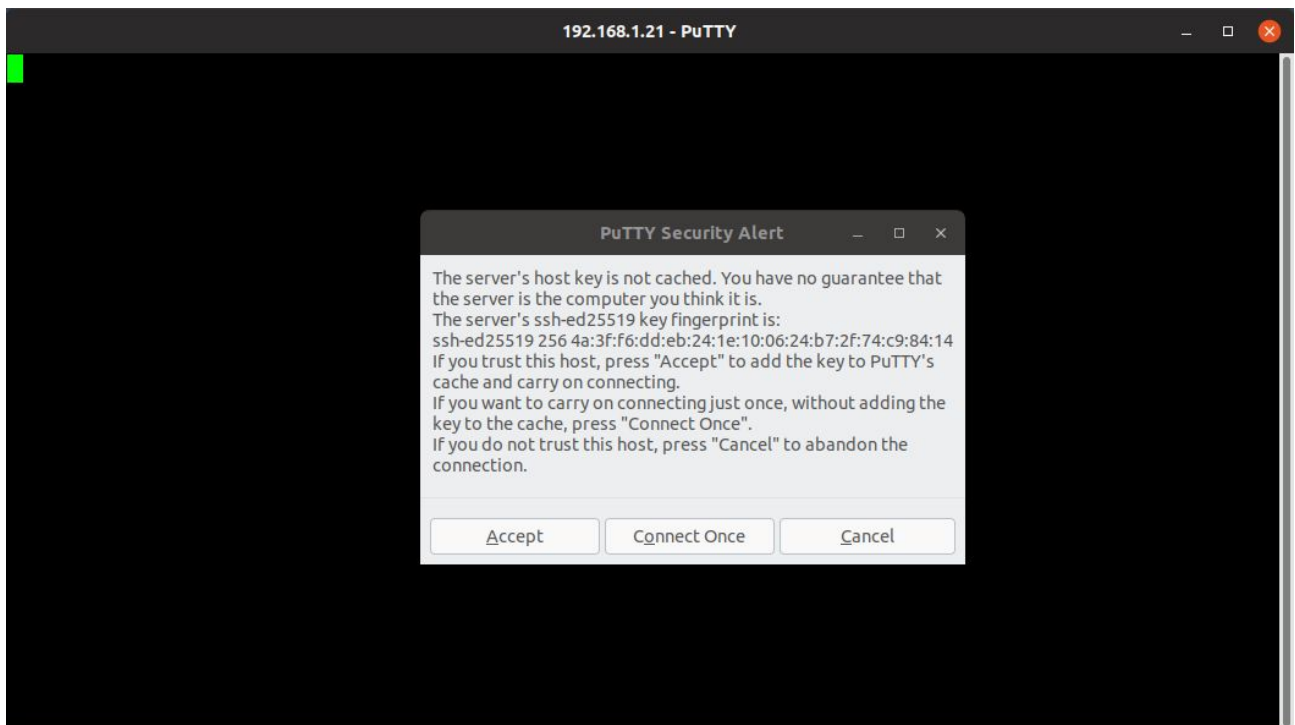 192.168.1.21 - PuTTY
PuTTY Security Alert
The server's host key is not cached. You have no guarantee that
the server is the computer you think it is.
The server's ssh-ed25519 key fingerprint is:
ssh-ed25519 256 4a:3f:f6:dd:eb:24:1e:10:06:24:b7:2f:74:c9:84:14
If you trust this host, press "Accept" to add the key to PuTTY's
cache and carry on connecting.
If you want to carry on connecting just once, without adding the
key to the cache, press "Connect Once".
If you do not trust this host, press "Cancel" to abandon the
connection.
Accept
Connect Once
Cancel